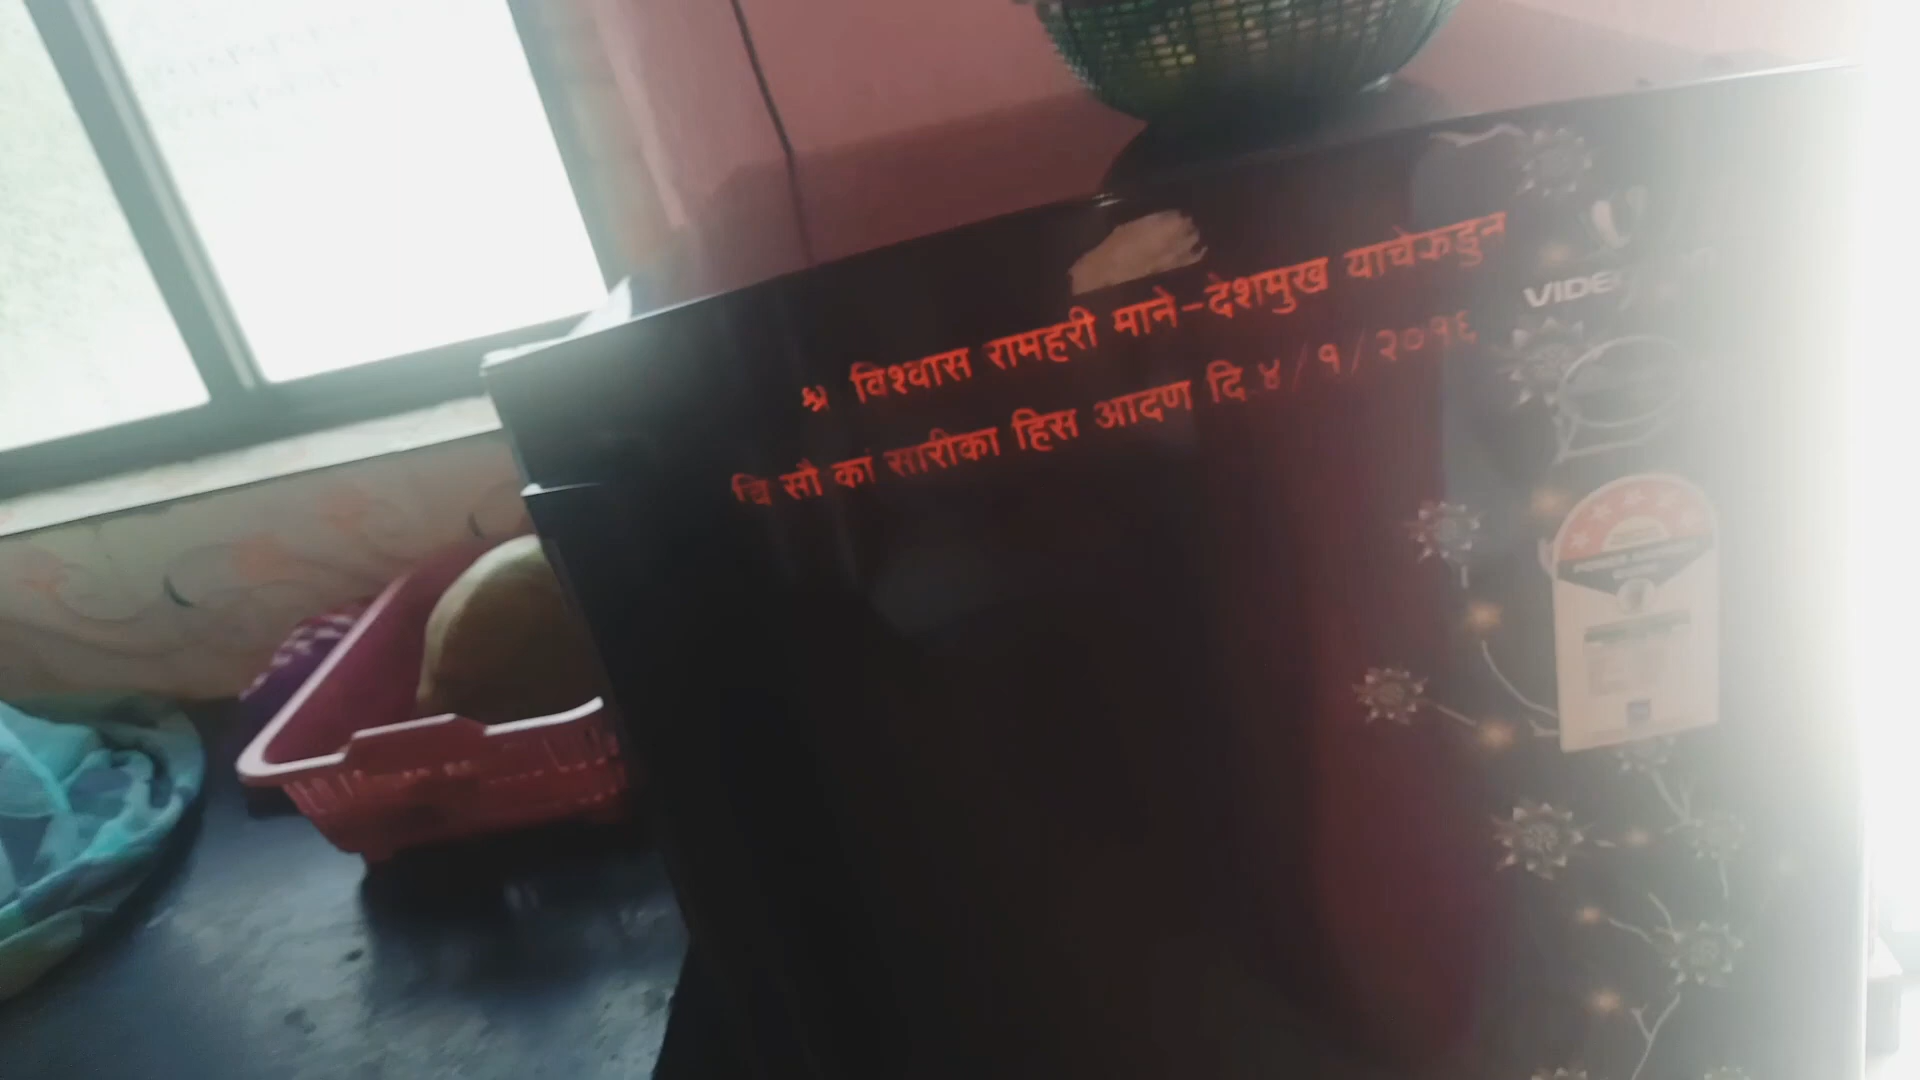 श्री विश्वास रामहरी माने-देशमुख याचेकडुन
चि सौ कां सारीका हिस आदण दि ४/१/२०१६
VIDE